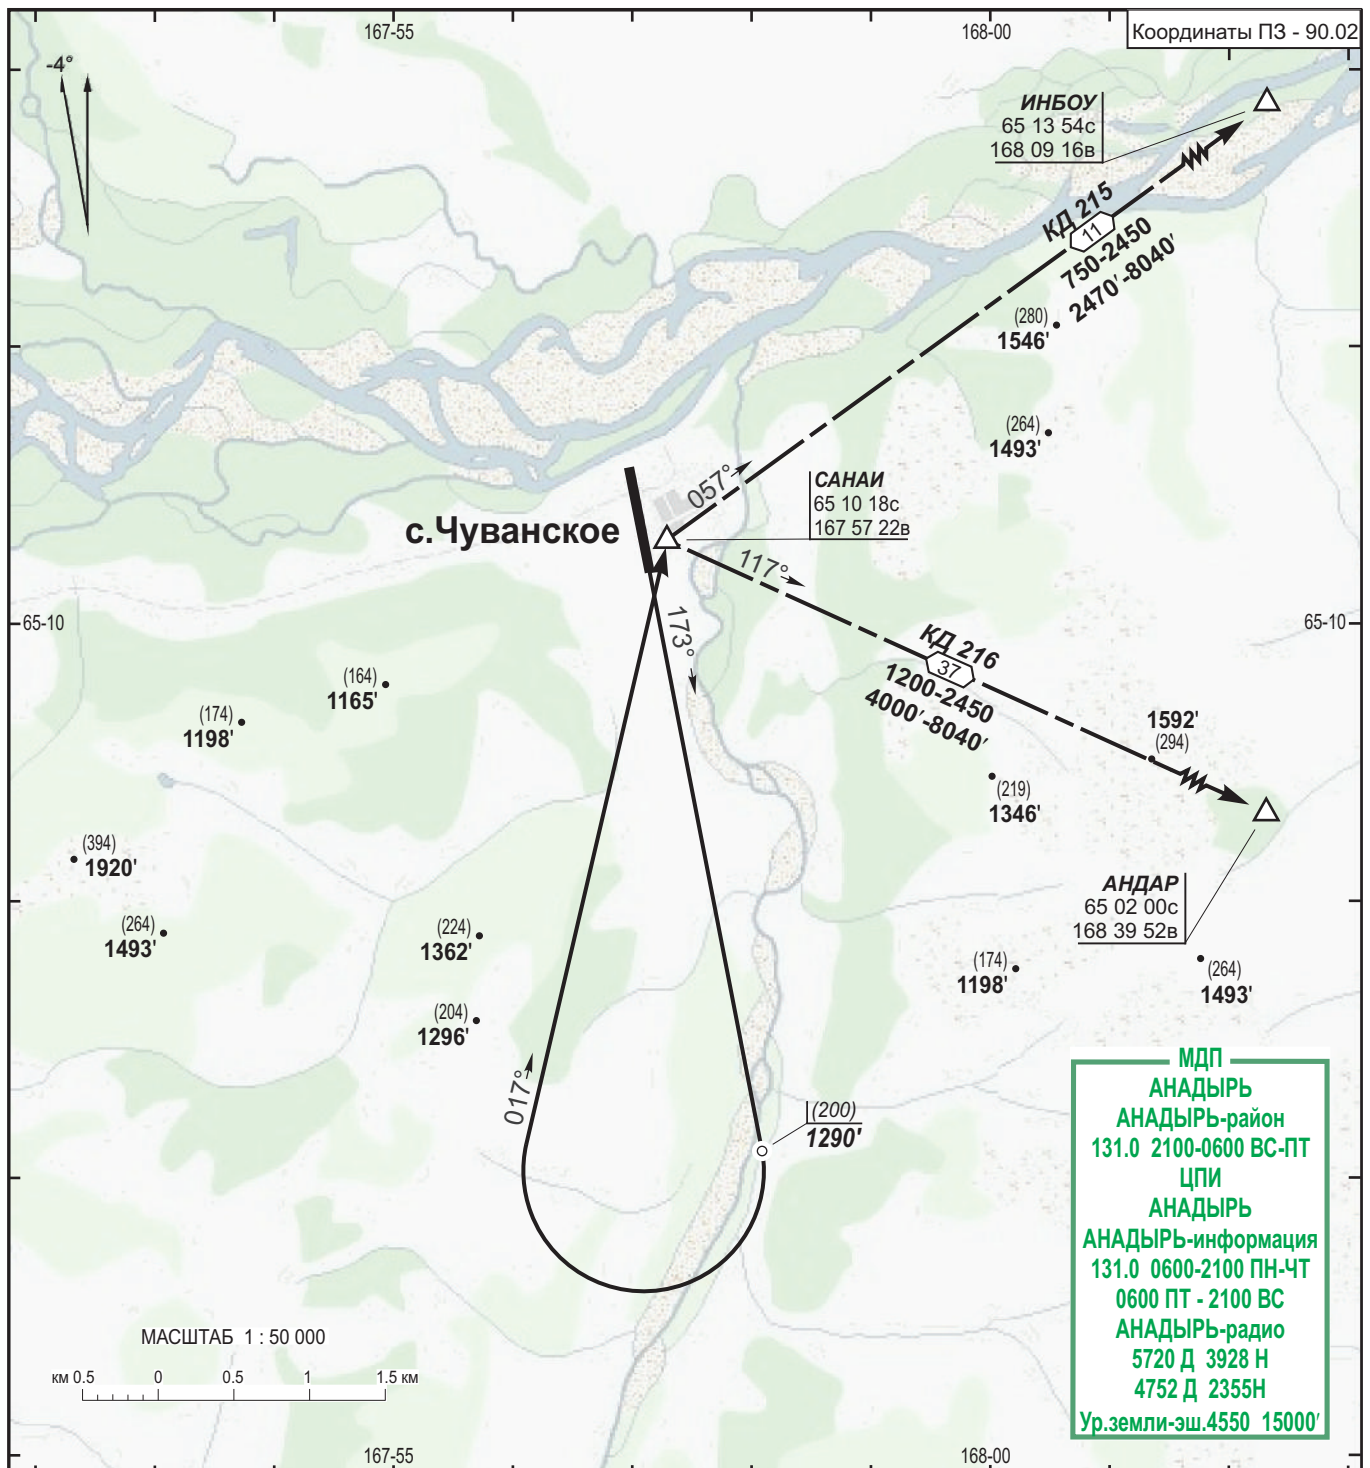 167-55
168-00
Координаты ПЗ - 90.02
-4°
ИНБОУ
65 13 54с
168 09 16в
КД 215
11
750-2450
2470'-8040'
(280)
1546'
(264)
1493'
САНАИ
65 10 18с
167 57 22в
057°
с.Чуванское
117°
173°
65-10
65-10
КД 216
37
1200-2450
4000'-8040'
(164)
1165'
(174)
1198'
1592'
(294)
(219)
1346'
(394)
1920'
(264)
1493'
(224)
1362'
(204)
1296'
АНДАР
65 02 00с
168 39 52в
(174)
1198'
(264)
1493'
017°
(200)
1290'
МДП
АНАДЫРЬ
АНАДЫРЬ-район
131.0 2100-0600 ВС-ПТ
ЦПИ
АНАДЫРЬ
АНАДЫРЬ-информация
131.0 0600-2100 ПН-ЧТ
0600 ПТ - 2100 ВС
АНАДЫРЬ-радио
5720 Д 3928 Н
4752 Д 2355Н
Ур.земли-эш.4550 15000'
МАСШТАБ 1 : 50 000
км 0.5 0 0.5 1 1.5 км
167-55
168-00